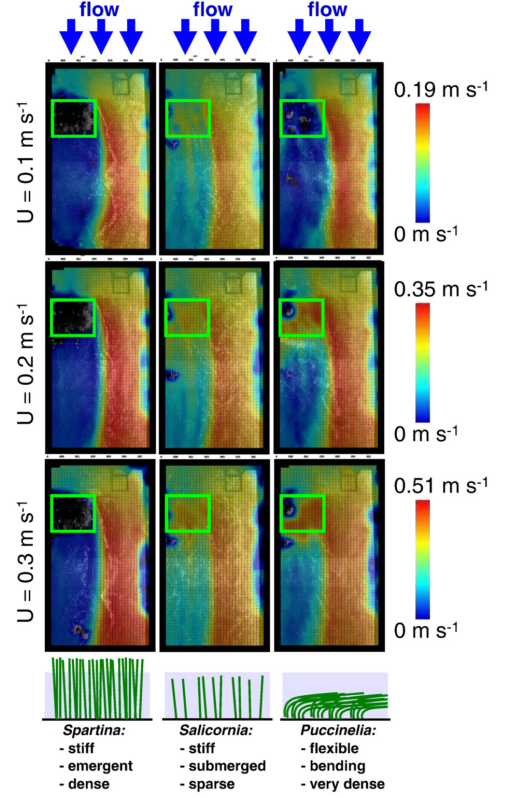 flow flow flow
U = 0.1 m s-1
0.19 m s-1
0 m s-1
U = 0.2 m s-1
0.35 m s-1
0 m s-1
U = 0.3 m s-1
0.51 m s-1
0 m s-1
Spartina: Salicornia: Puccinelia:
- stiff - stiff - flexible
- emergent - submerged - bending
- dense - sparse - very dense